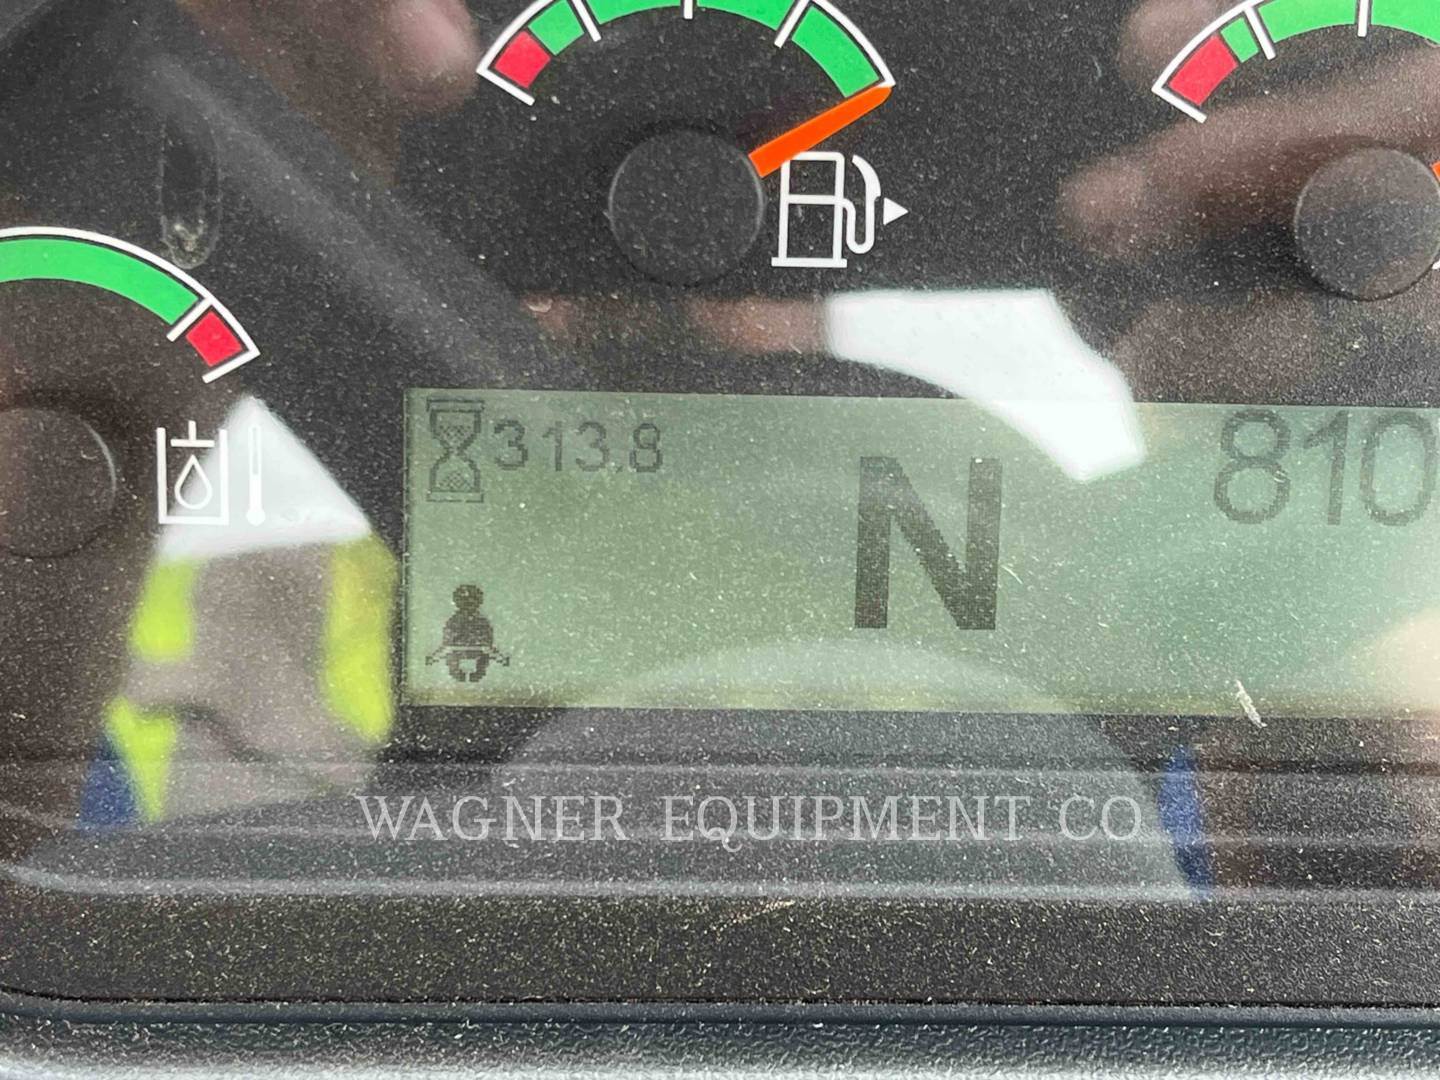 313.8
N
810
WAGNER EQUIPMENT CO